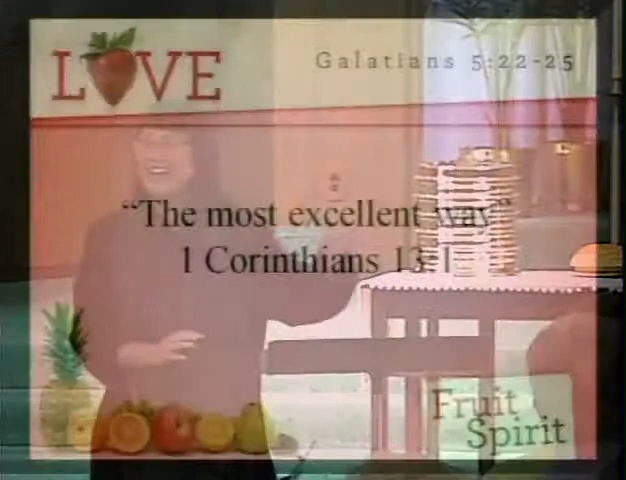 LOVE
Galatians 5:22-25
“The most excellent way”
1 Corinthians 13:1
Fruit
Spirit